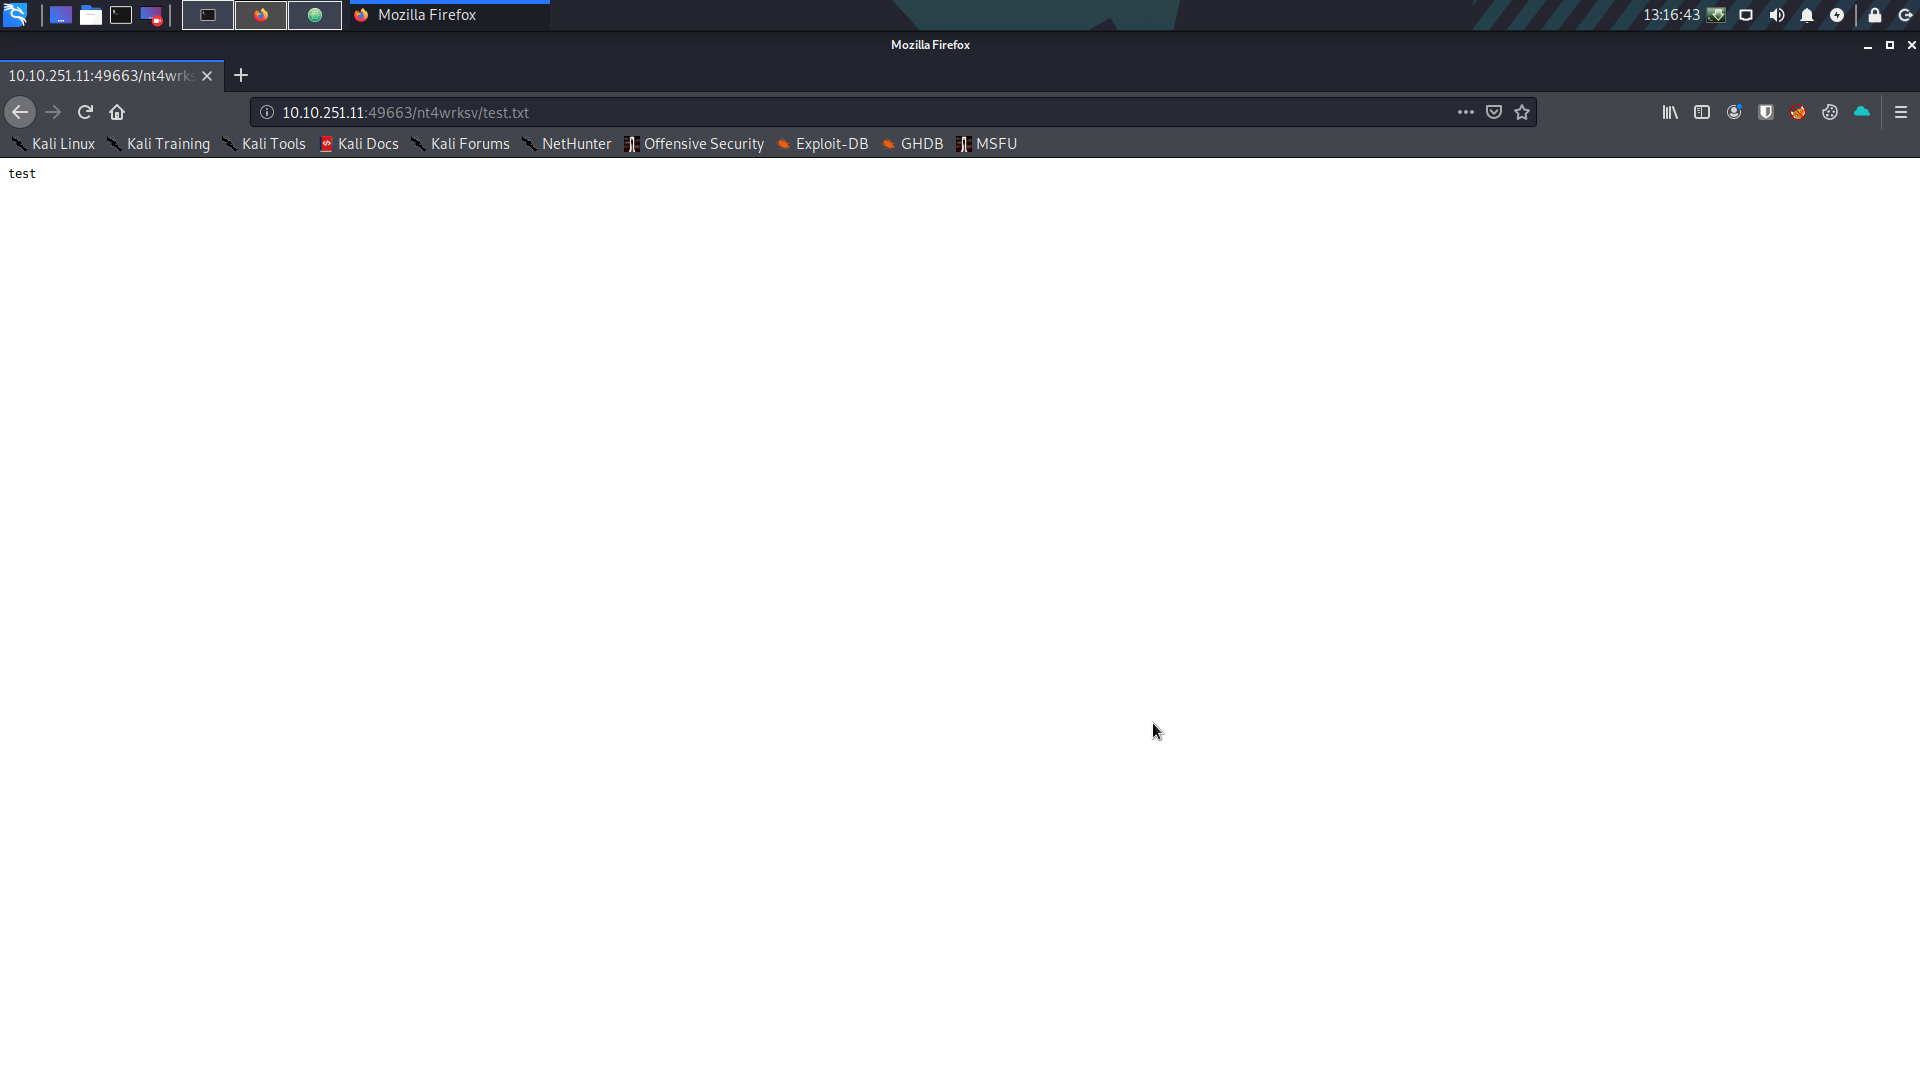 Mozilla Firefox
13:16:43
Mozilla Firefox
10.10.251.11:49663/nt4wrks
10.10.251.11:49663/nt4wrksv/test.txt
Kali Linux Kali Training Kali Tools Kali Docs Kali Forums NetHunter Offensive Security Exploit-DB GHDB MSFU
test